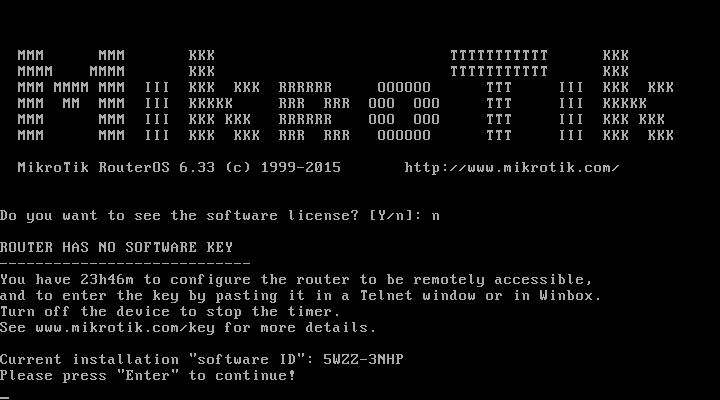 MMM      MMM       KKK                          TTTTTTTTTTT      KKK
  MMMM    MMMM       KKK                          TTTTTTTTTTT      KKK
  MMM MMMM MMM  III  KKK  KKK  RRRRRR     OOOOOO      TTT     III  KKK  KKK
  MMM  MM  MMM  III  KKKKK     RRR  RRR  OOO  OOO     TTT     III  KKKKK
  MMM      MMM  III  KKK KKK   RRRRRR    OOO  OOO     TTT     III  KKK KKK
  MMM      MMM  III  KKK  KKK  RRR  RRR   OOOOOO      TTT     III  KKK  KKK
  MikroTik RouterOS 6.33 (c) 1999-2015       http://www.mikrotik.com/
Do you want to see the software license? [Y/n]: n
ROUTER HAS NO SOFTWARE KEY
----------------------------
You have 23h46m to configure the router to be remotely accessible,
and to enter the key by pasting it in a Telnet window or in Winbox.
Turn off the device to stop the timer.
See www.mikrotik.com/key for more details.
Current installation "software ID": 5WZZ-3NHP
Please press "Enter" to continue!
_